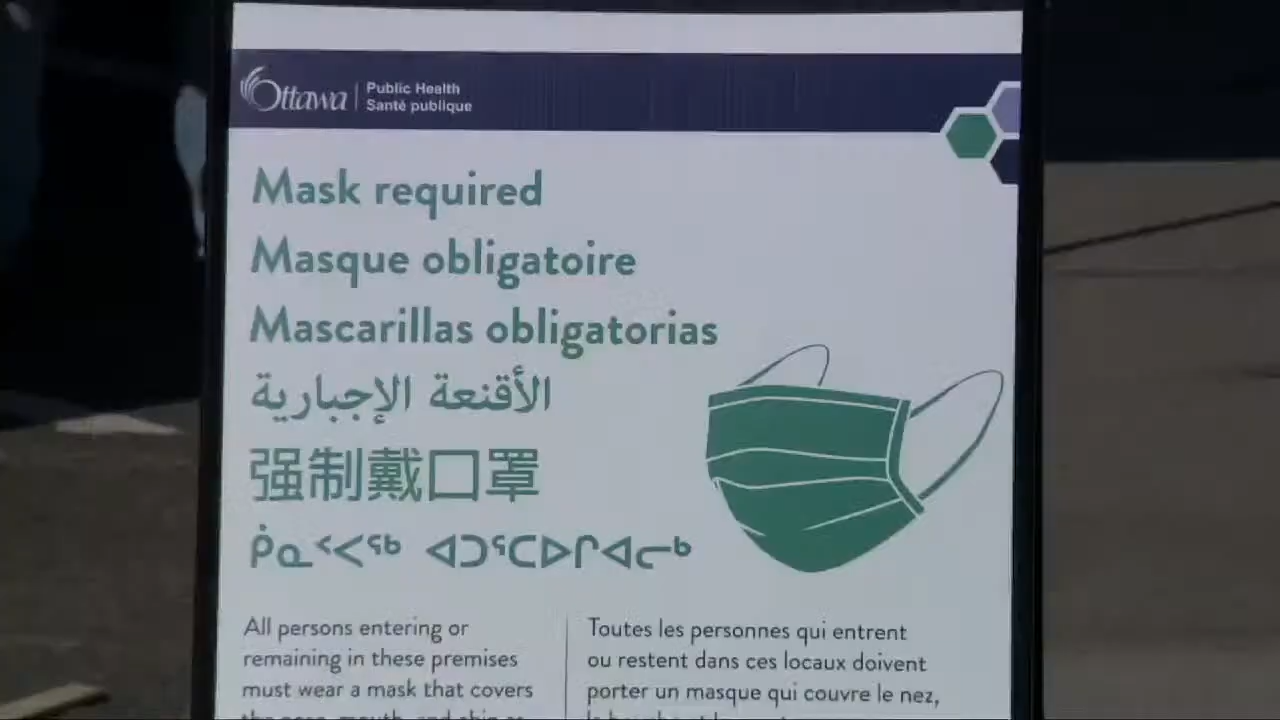 Ottawa
Public Health
Santé publique
Mask required
Masque obligatoire
Mascarillas obligatorias
الأقنعة الإجبارية
强制戴口罩
ᑮᓇᑉᐸᖅ ᐊᑐᕐᑕᐅᒋᐊᓕᒃ
All persons entering or
remaining in these premises
must wear a mask that covers
Toutes les personnes qui entrent
ou restent dans ces locaux doivent
porter un masque qui couvre le nez,